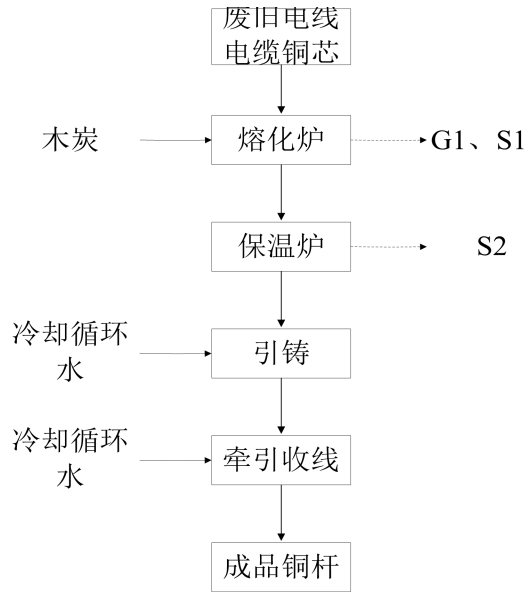 废旧电线
电缆铜芯
木炭
熔化炉
G1、S1
保温炉
S2
冷却循环
水
引铸
冷却循环
水
牵引收线
成品铜杆